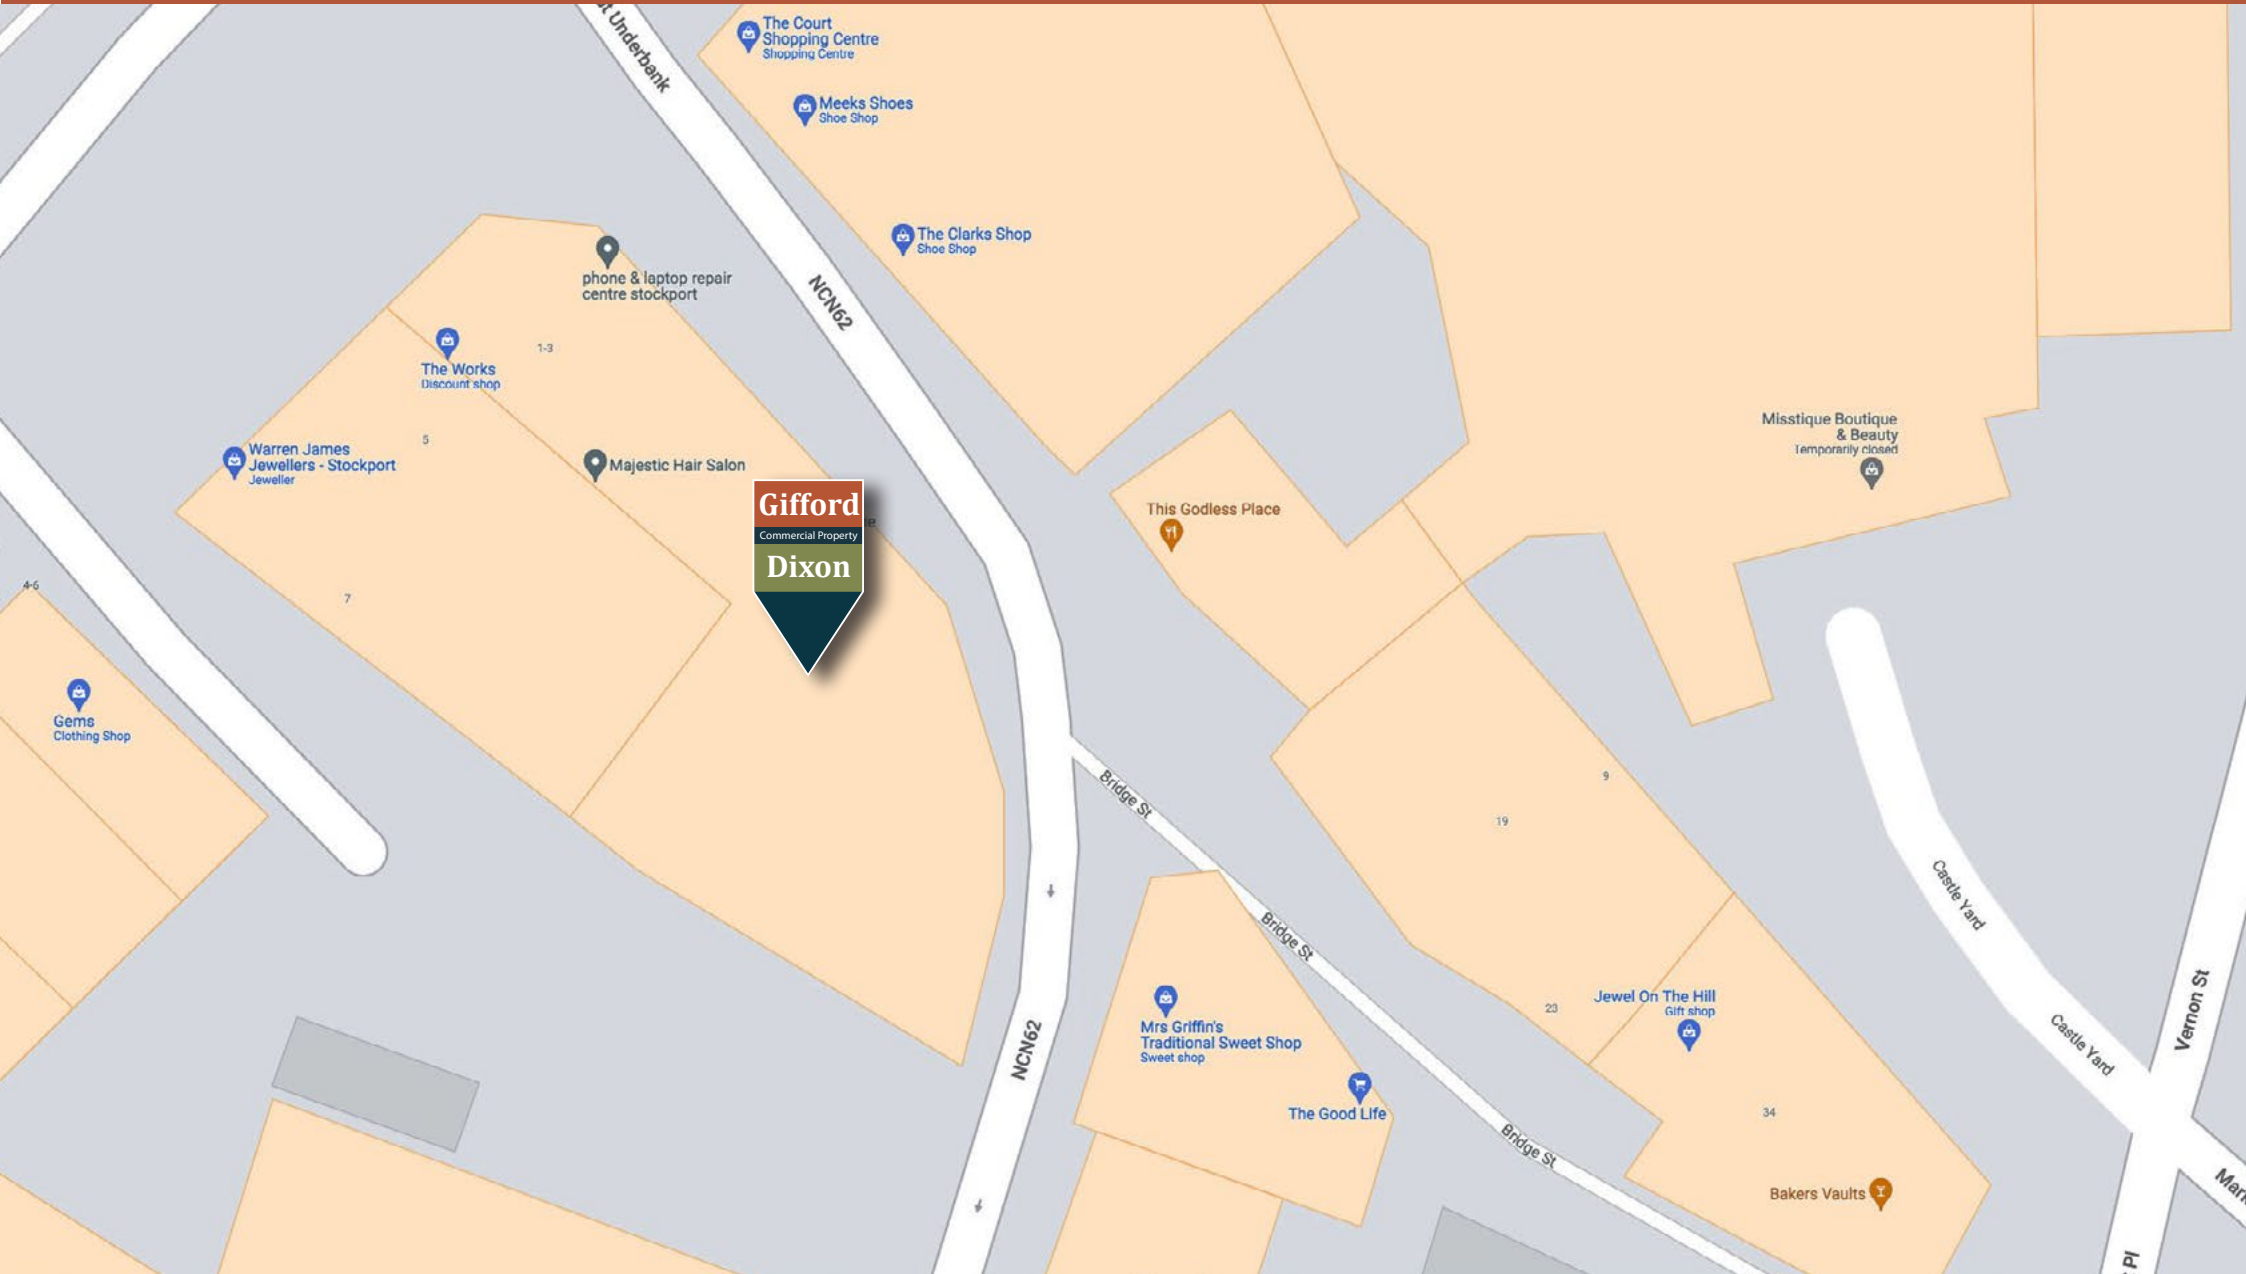 The Court
Shopping Centre
Shopping Centre
Underbank
Meeks Shoes
Shoe Shop
The Clarks Shop
Shoe Shop
phone & laptop repair
centre stockport
NCN62
1-3
The Works
Discount shop
5
Warren James
Jewellers - Stockport
Jeweller
Majestic Hair Salon
Misstique Boutique
& Beauty
Temporarily closed
Gifford
Commercial Property
Dixon
This Godless Place
4-6
7
Gems
Clothing Shop
Bridge St
9
19
Castle Yard
Bridge St
Jewel On The Hill
Gift shop
23
Vernon St
Mrs Griffin's
Traditional Sweet Shop
Sweet shop
NCN62
Castle Yard
The Good Life
34
Bridge St
Bakers Vaults
Pl